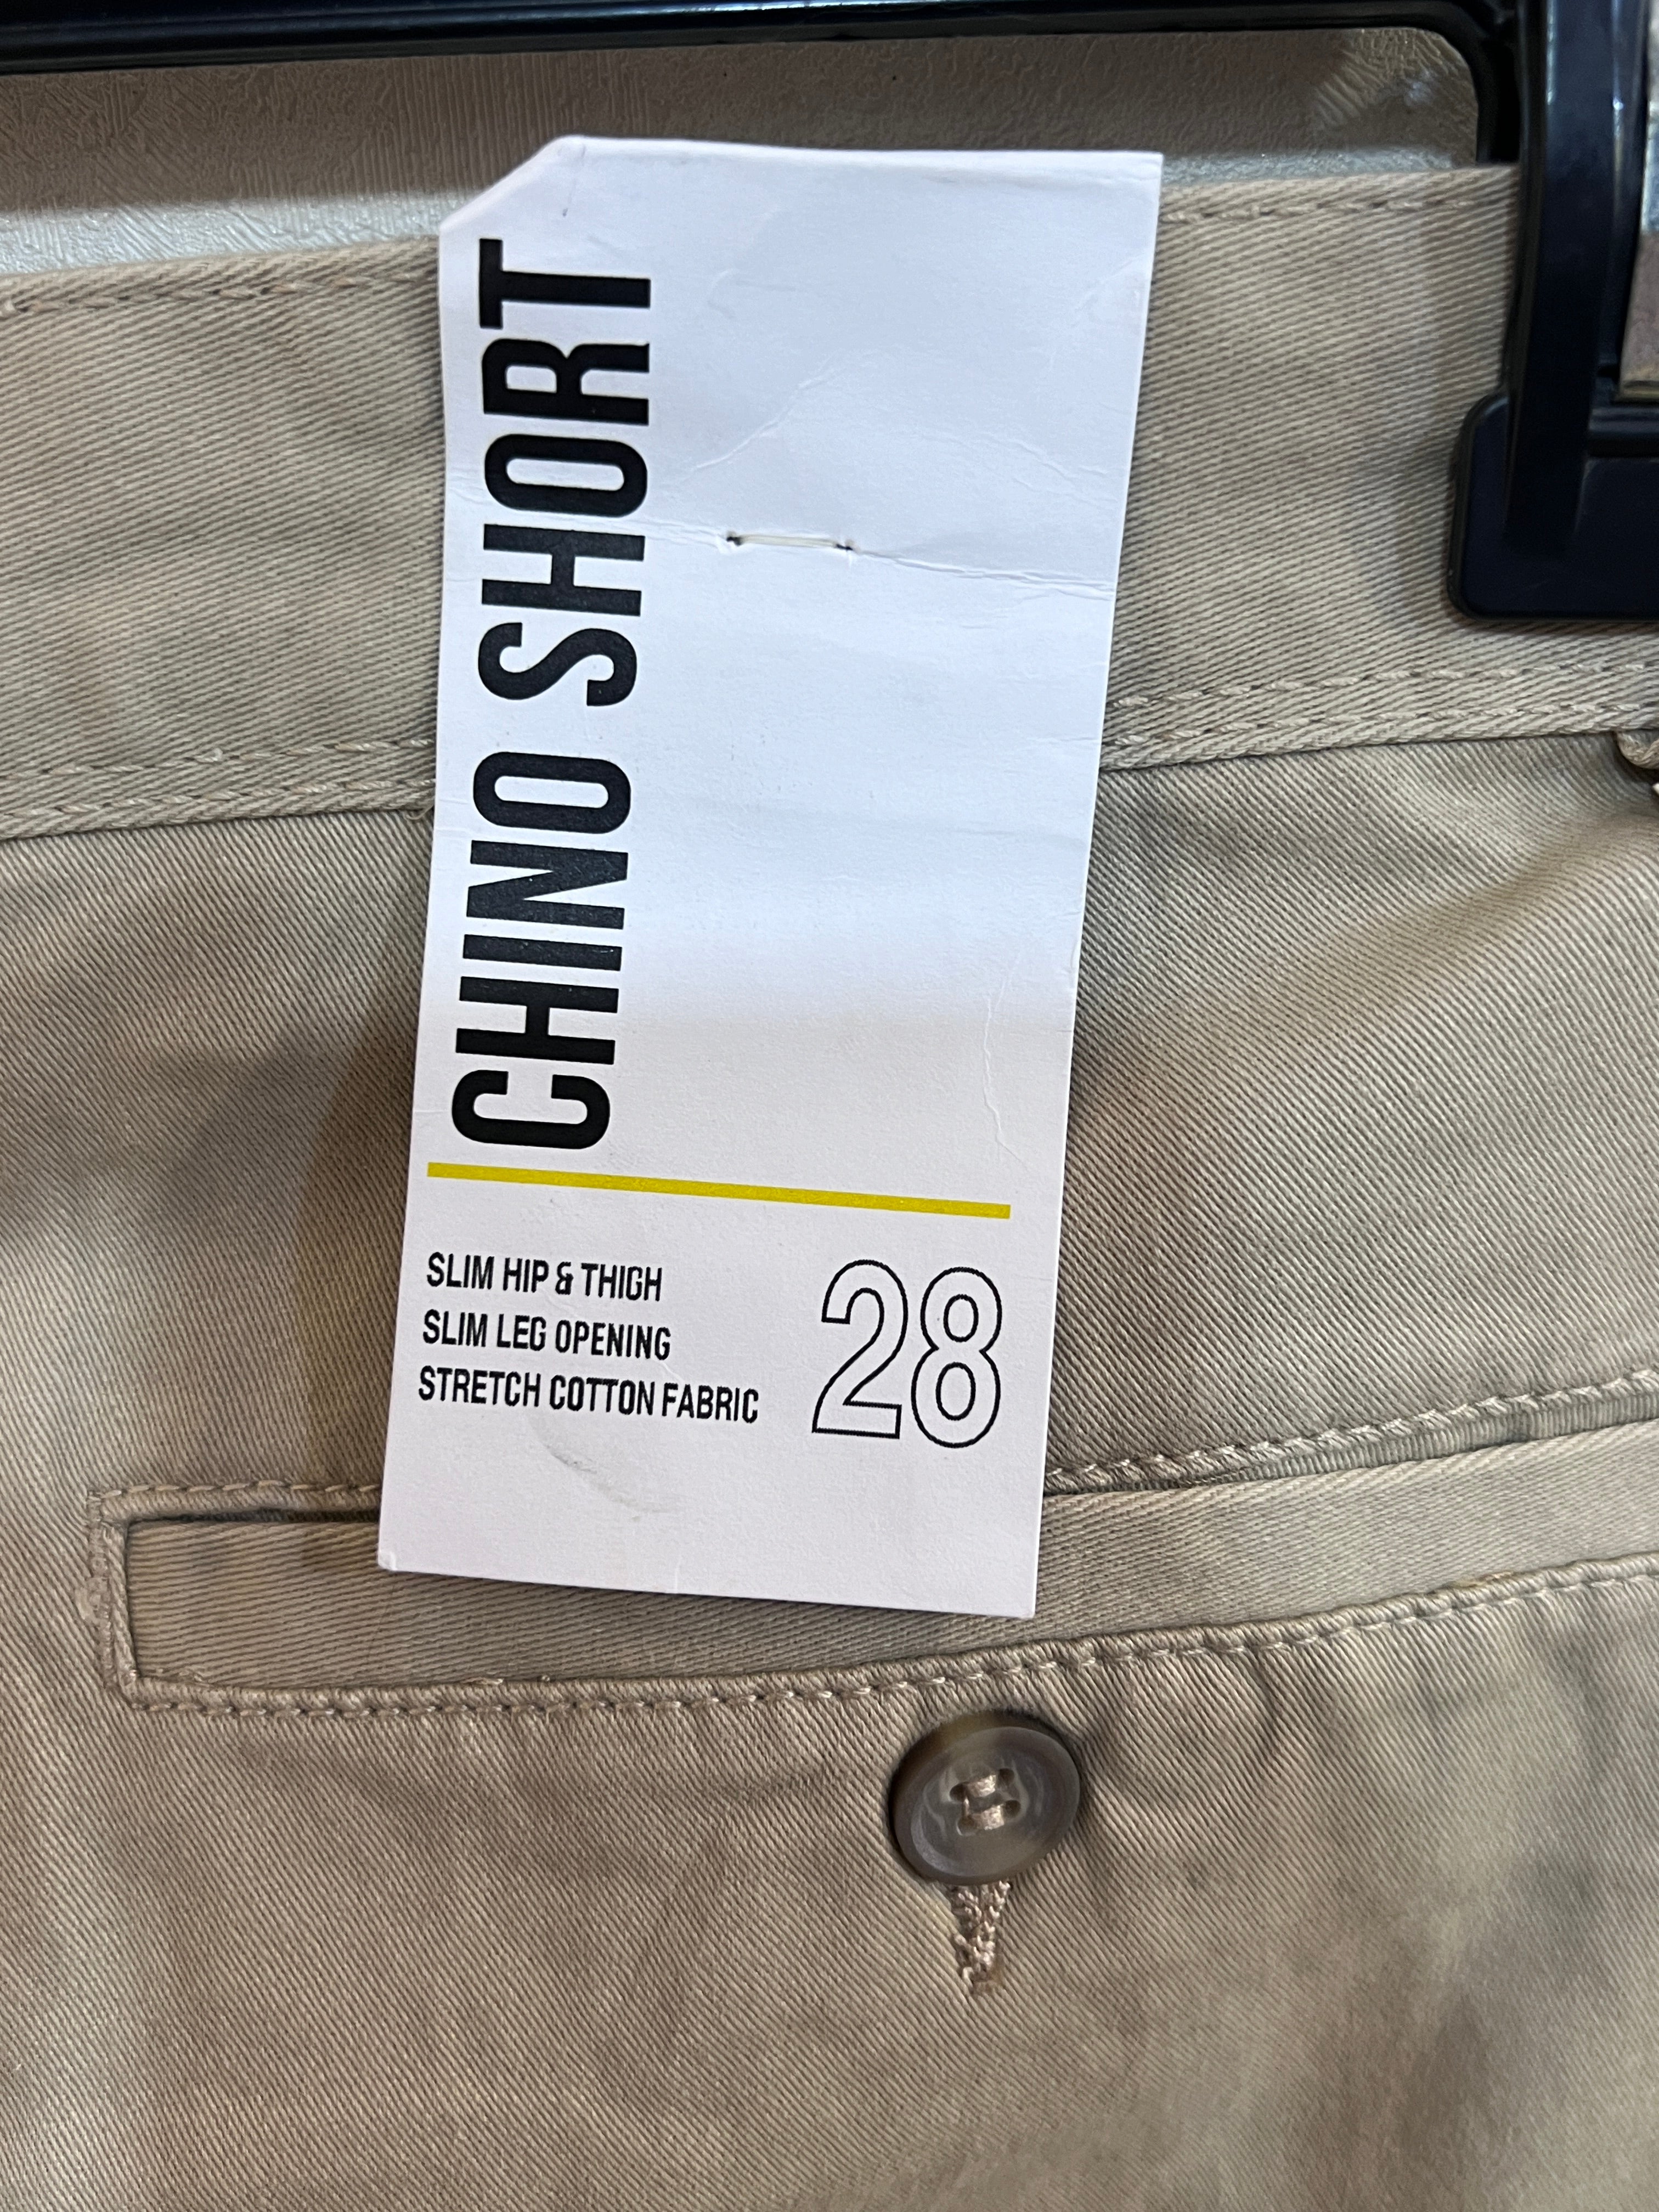 CHINO SHORT
SLIM HIP & THIGH
SLIM LEG OPENING
STRETCH COTTON FABRIC
28